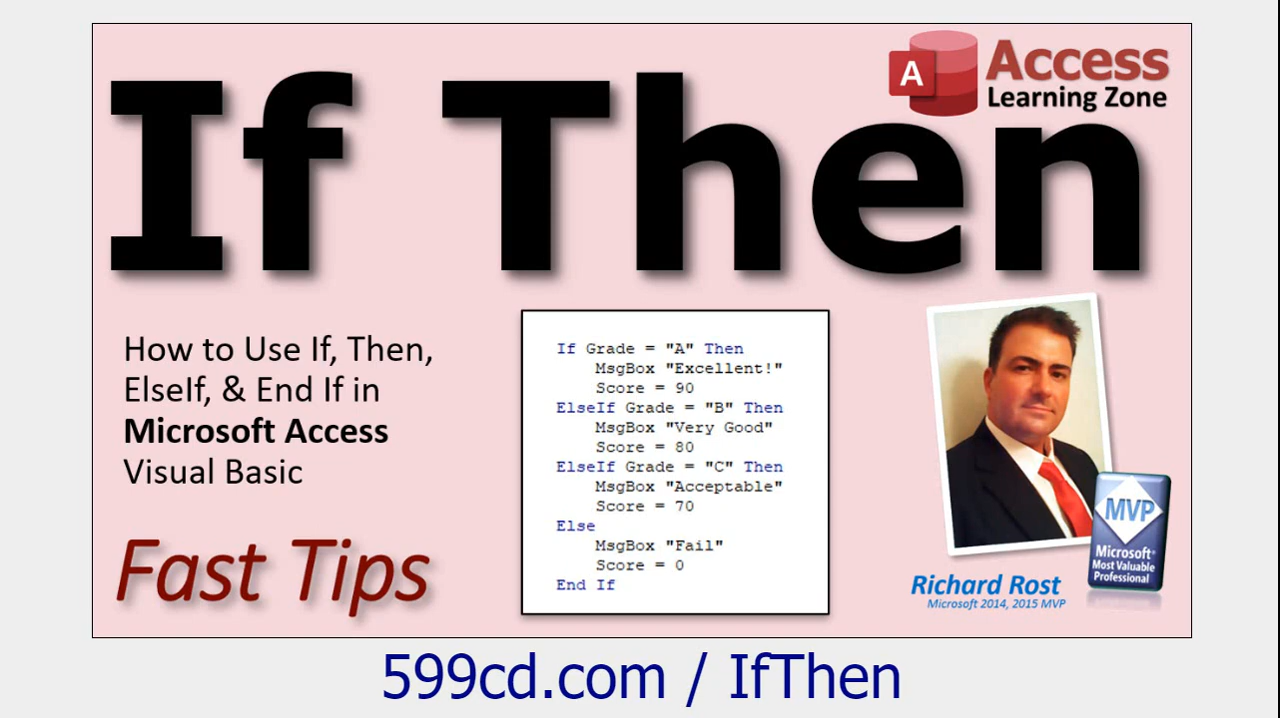 If Then
A
Access
Learning Zone
How to Use If, Then,
ElseIf, & End If in
Microsoft Access
Visual Basic
Fast Tips
If Grade = "A" Then
    MsgBox "Excellent!"
    Score = 90
ElseIf Grade = "B" Then
    MsgBox "Very Good"
    Score = 80
ElseIf Grade = "C" Then
    MsgBox "Acceptable"
    Score = 70
Else
    MsgBox "Fail"
    Score = 0
End If
MVP
Microsoft®
Most Valuable
Professional
Richard Rost
Microsoft 2014, 2015 MVP
599cd.com / IfThen